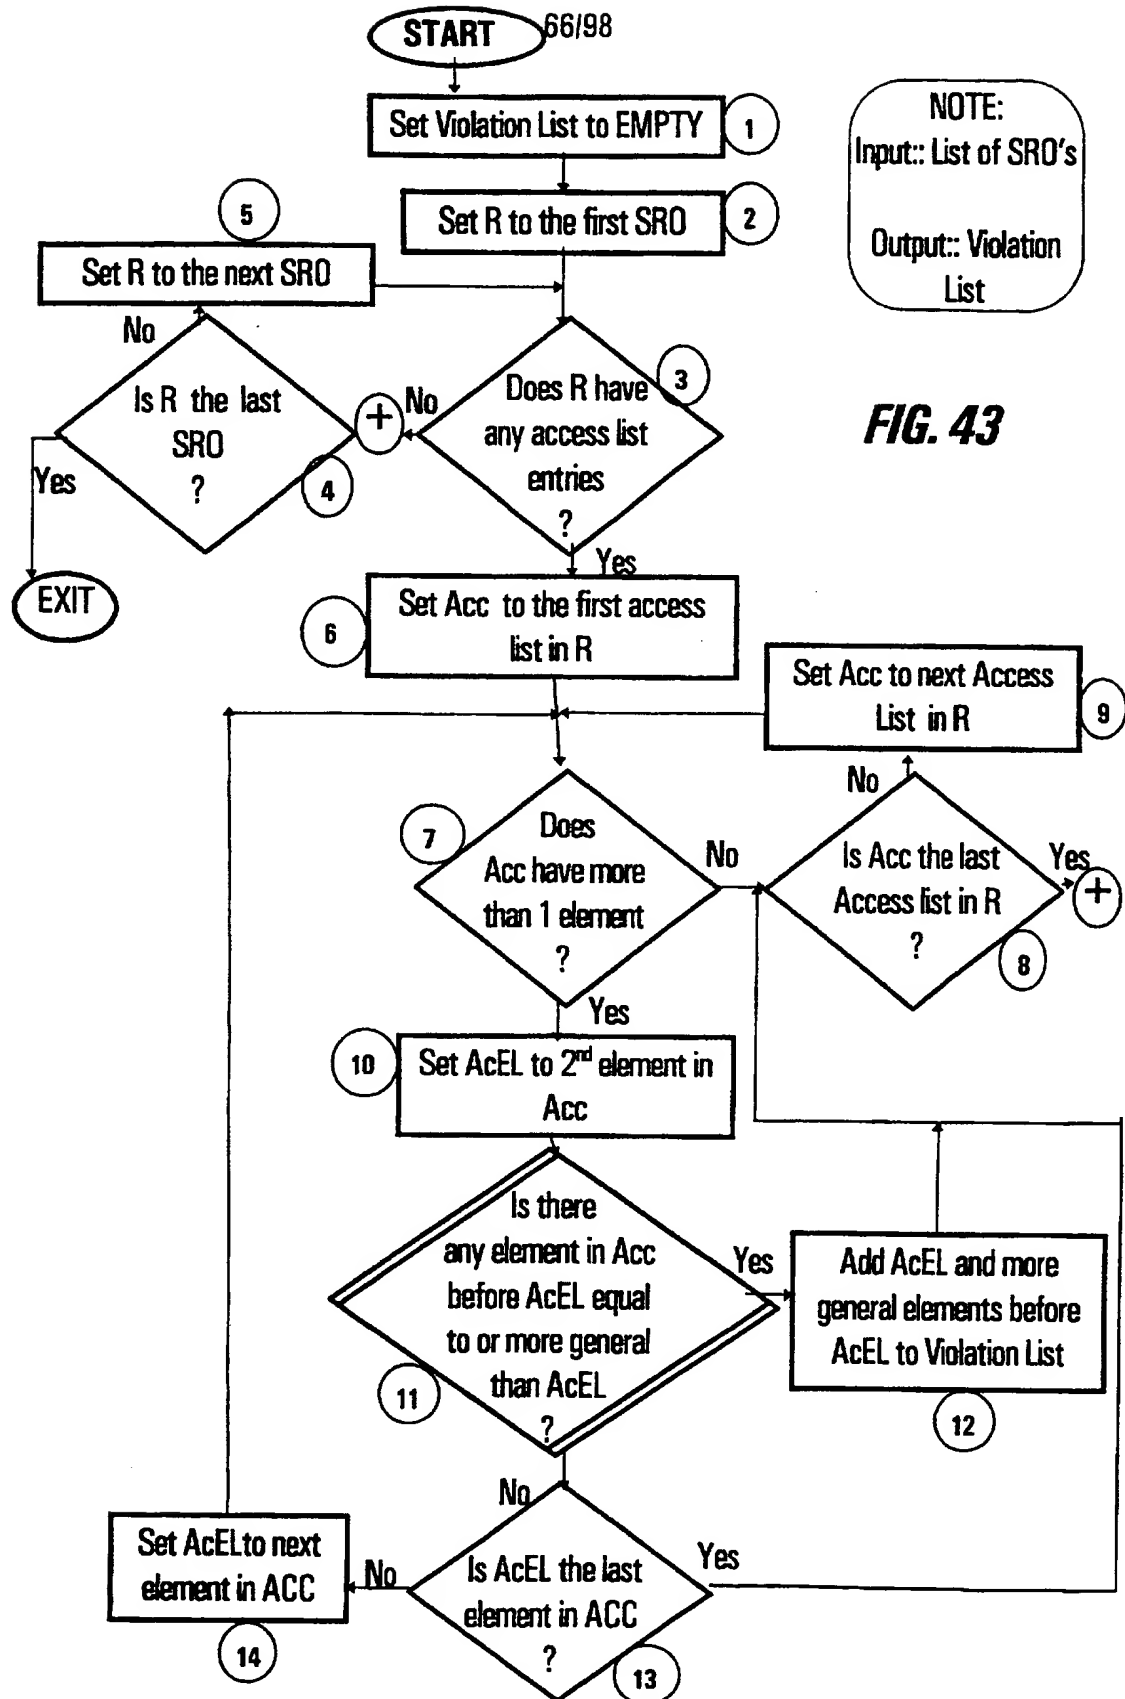 START
66/98
Set Violation List to EMPTY
1
NOTE:
Input:: List of SRO's
Output:: Violation
List
Set R to the first SRO
2
5
Set R to the next SRO
No
Is R the last
SRO
?
4
Yes
EXIT
+
No
Does R have
any access list
entries
?
3
FIG. 43
Yes
Set Acc to the first access
list in R
6
Set Acc to next Access
List in R
9
No
7
Does
Acc have more
than 1 element
?
No
Is Acc the last
Access list in R
?
8
Yes
+
Yes
10
Set AcEL to 2nd element in
Acc
Is there
any element in Acc
before AcEL equal
to or more general
than AcEL
?
11
Yes
Add AcEL and more
general elements before
AcEL to Violation List
12
No
Set AcELto next
element in ACC
14
No
Is AcEL the last
element in ACC
?
13
Yes